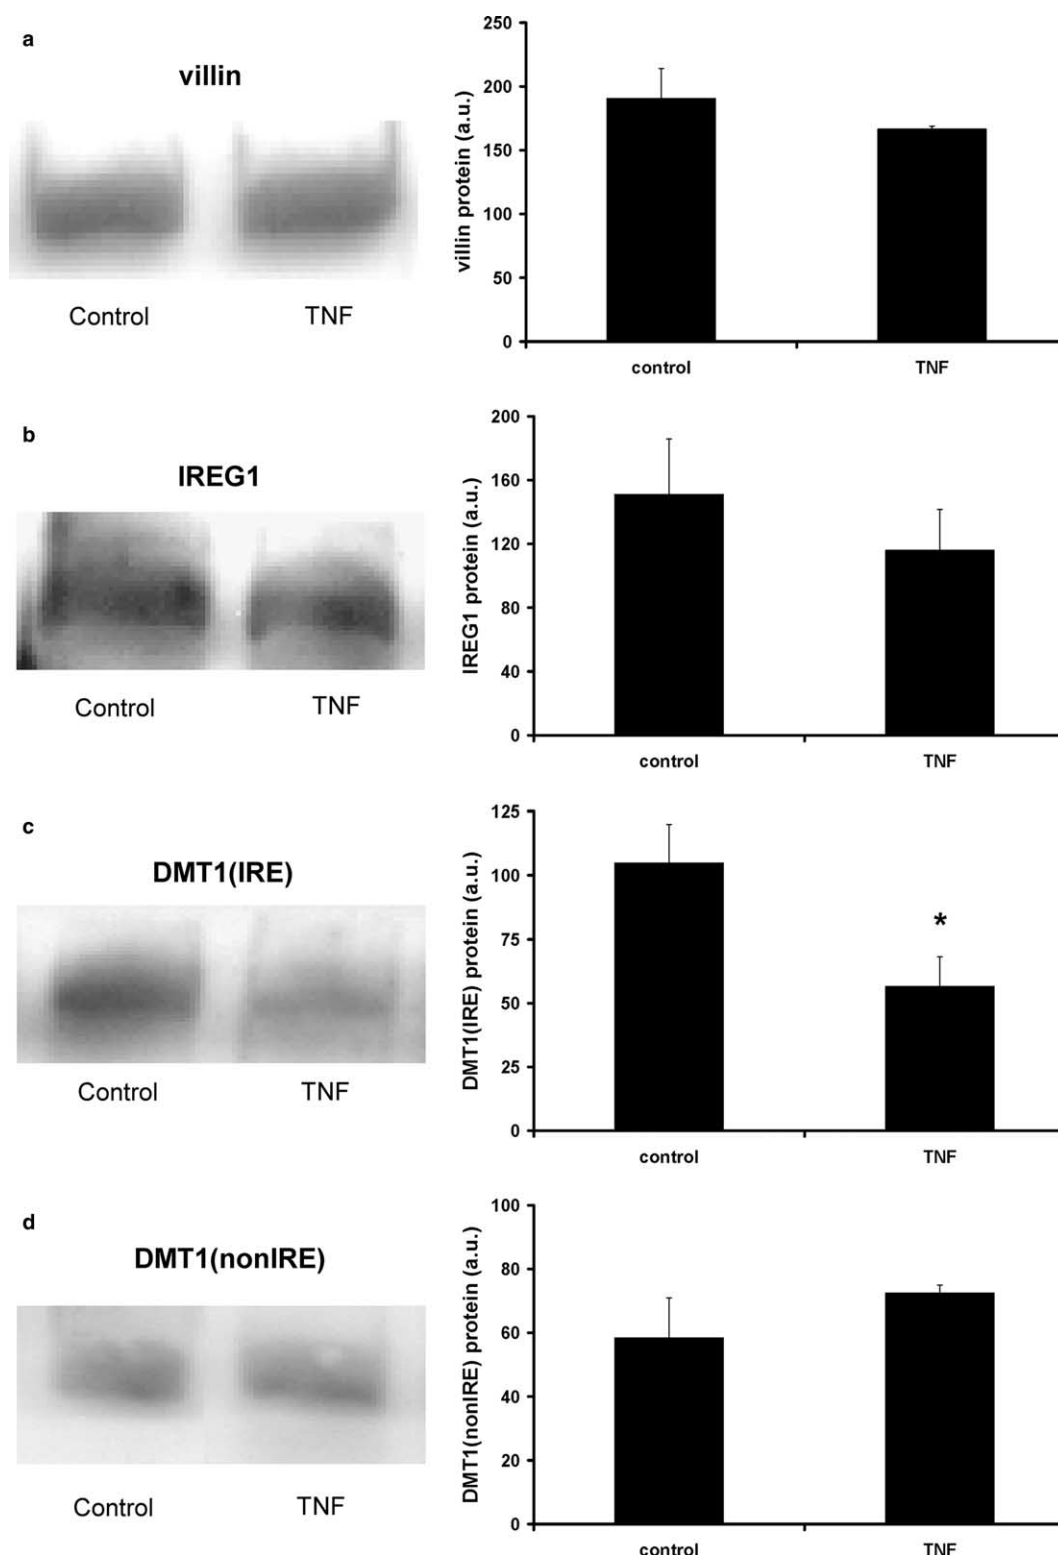 a
villin
Control TNF
villin protein (a.u.)
250
200
150
100
50
0
control TNF
b
IREG1
Control TNF
IREG1 protein (a.u.)
200
160
120
80
40
0
control TNF
c
DMT1(IRE)
Control TNF
DMT1(IRE) protein (a.u.)
125
100
75
50
25
0
*
control TNF
d
DMT1(nonIRE)
Control TNF
DMT1(nonIRE) protein (a.u.)
100
80
60
40
20
0
control TNF